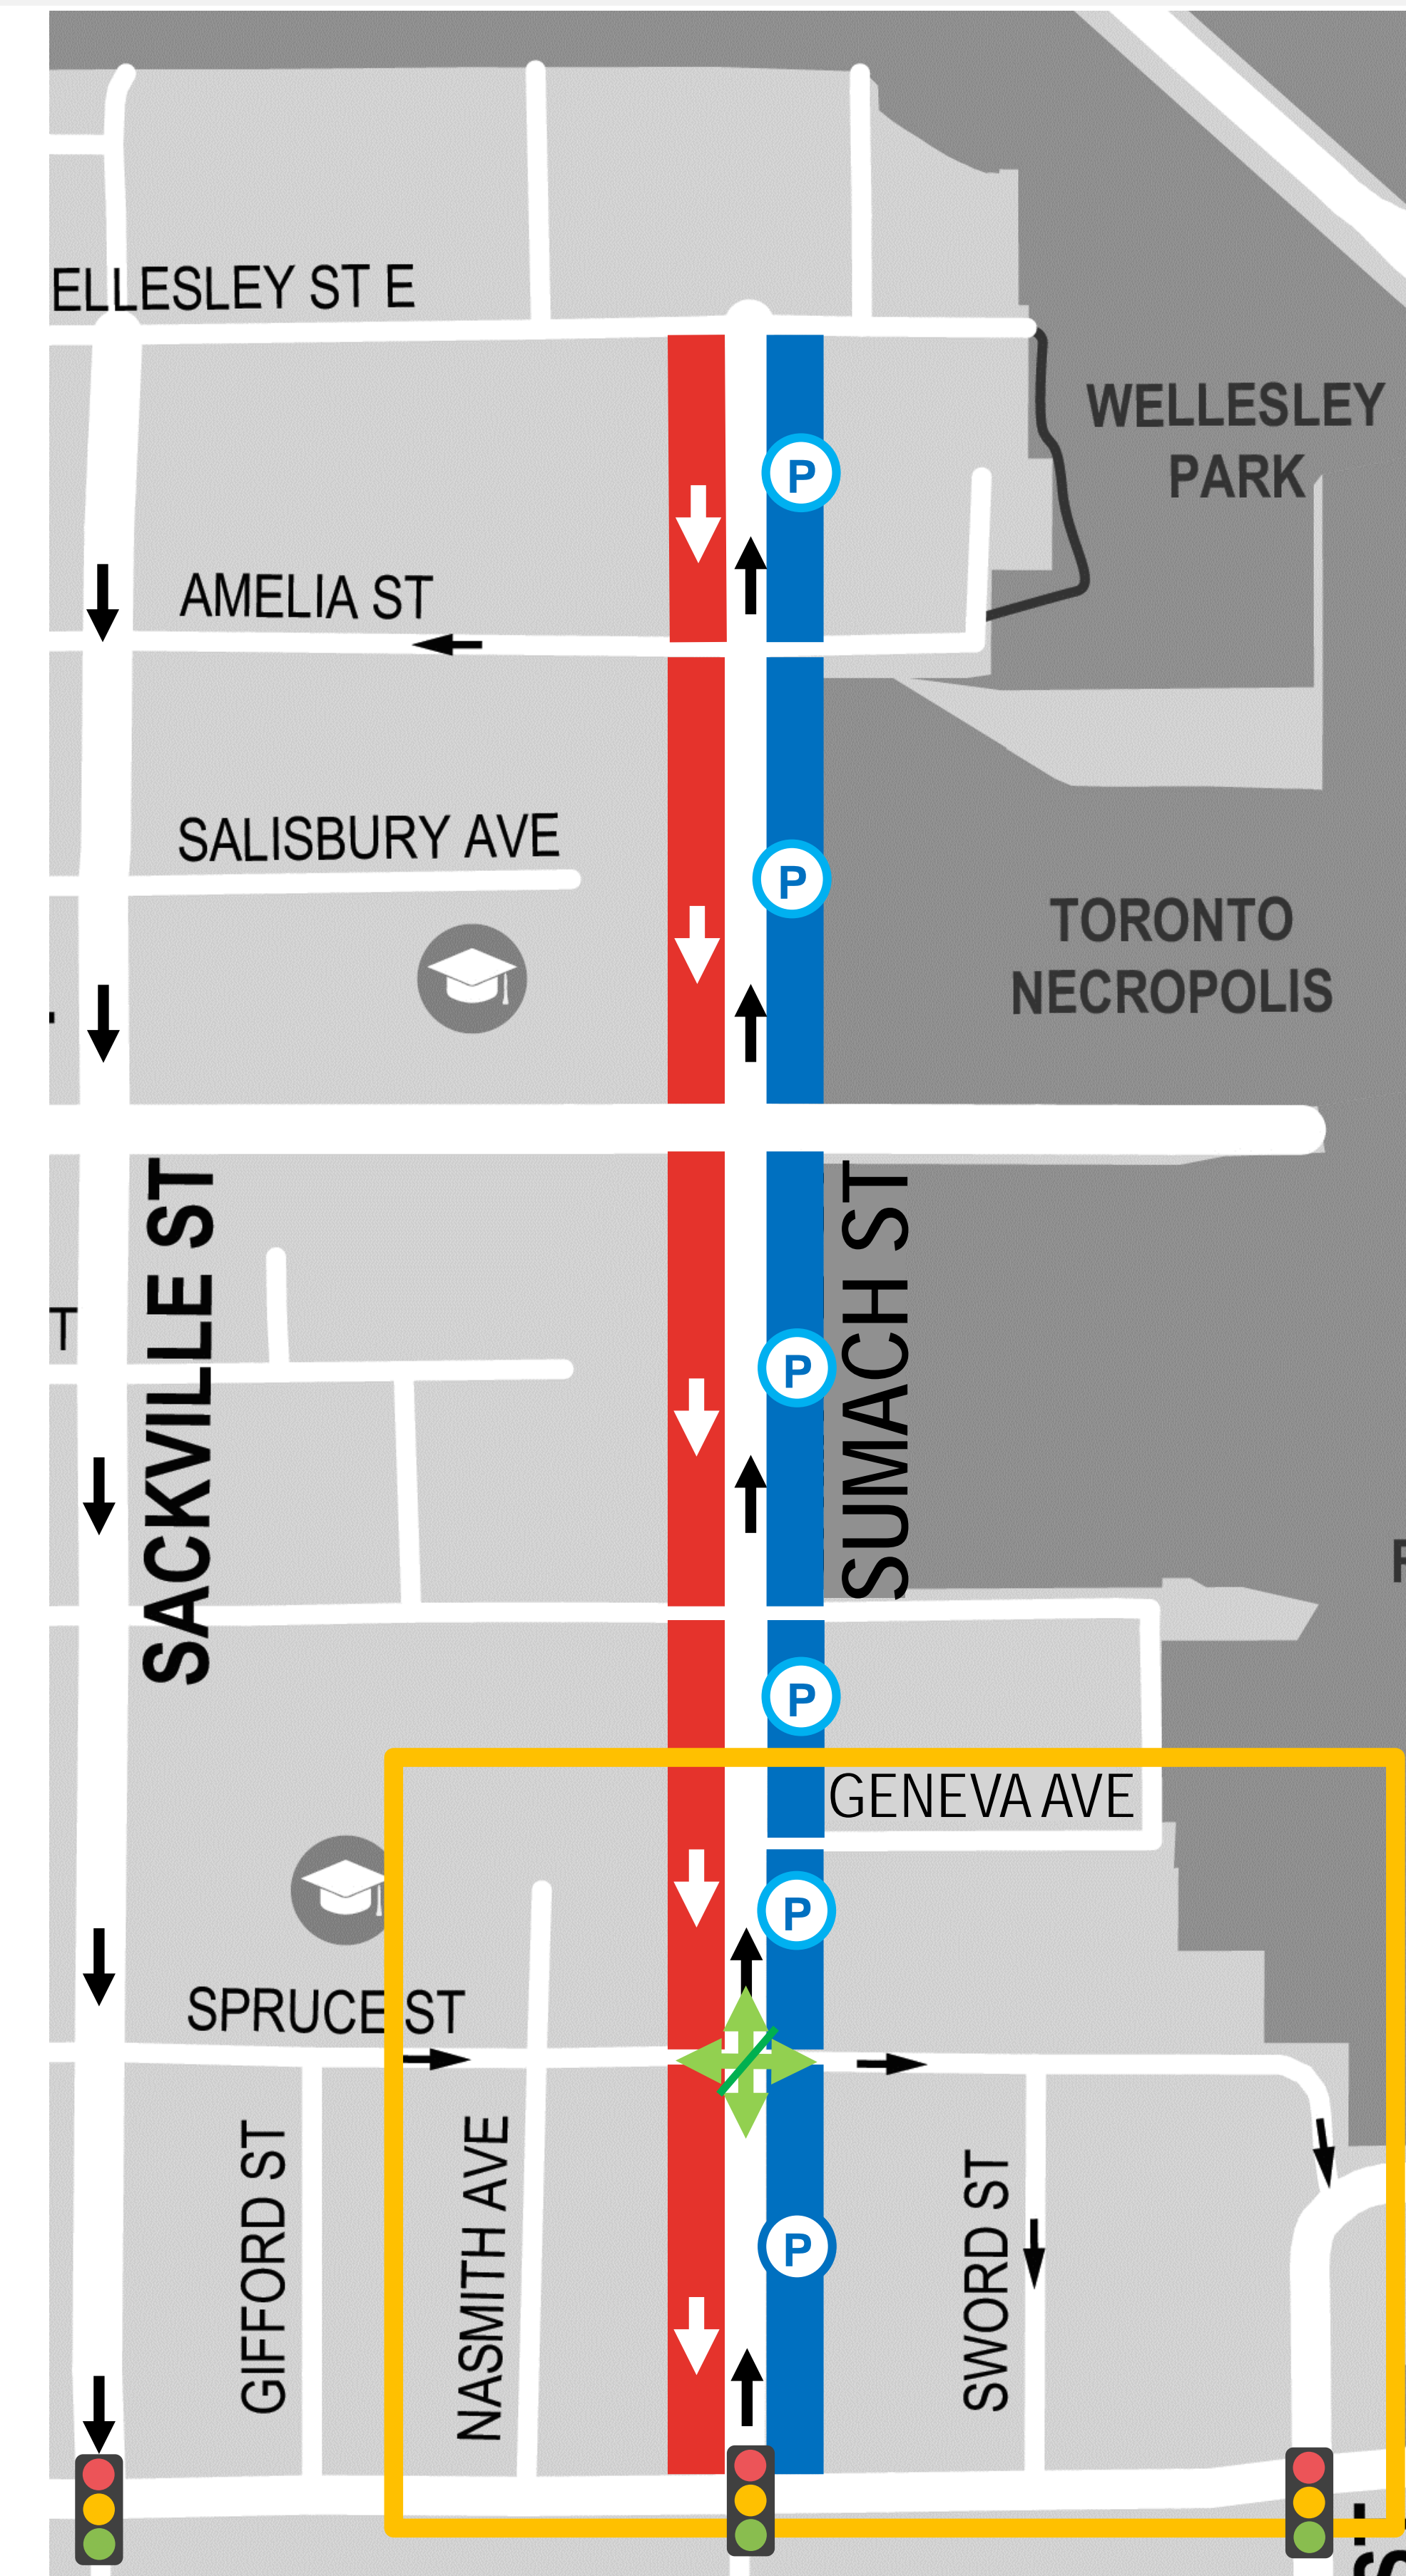 ELLESLEY ST E
WELLESLEY
PARK
P
AMELIA ST
SALISBURY AVE
P
TORONTO
NECROPOLIS
SACKVILLE ST
SUMACH ST
T
P
P
GENEVA AVE
P
SPRUCE ST
GIFFORD ST
NASMITH AVE
SWORD ST
P